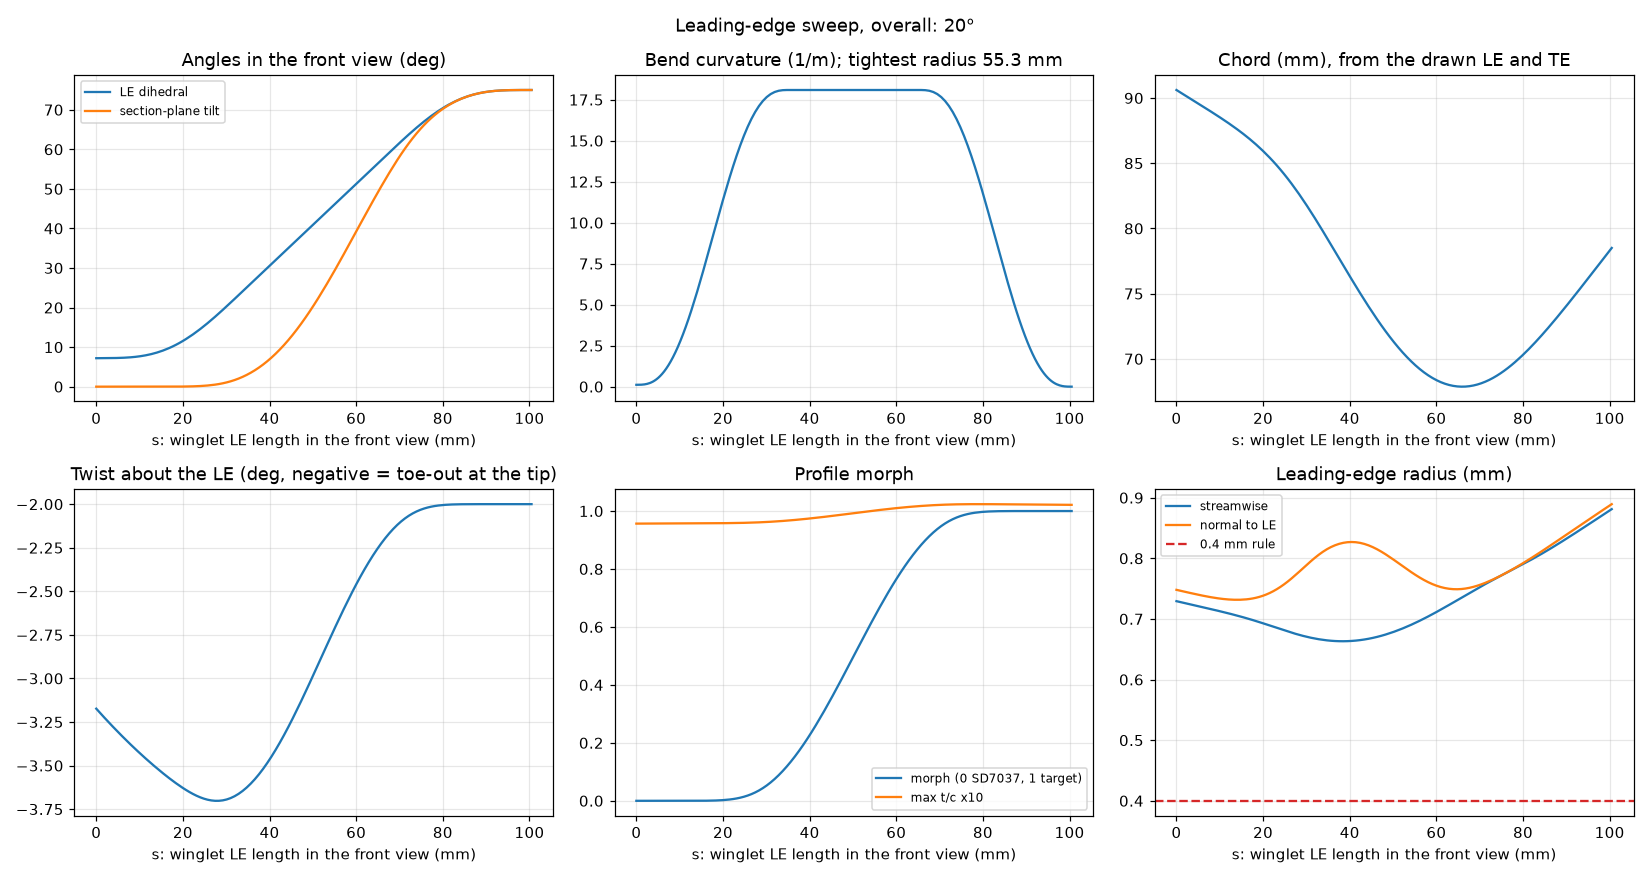 Leading-edge sweep, overall: 20°
Angles in the front view (deg)
LE dihedral
section-plane tilt
70
60
50
40
30
20
10
0
0 20 40 60 80 100
s: winglet LE length in the front view (mm)
Bend curvature (1/m); tightest radius 55.3 mm
17.5
15.0
12.5
10.0
7.5
5.0
2.5
0.0
0 20 40 60 80 100
s: winglet LE length in the front view (mm)
Chord (mm), from the drawn LE and TE
90
85
80
75
70
0 20 40 60 80 100
s: winglet LE length in the front view (mm)
Twist about the LE (deg, negative = toe-out at the tip)
−2.00
−2.25
−2.50
−2.75
−3.00
−3.25
−3.50
−3.75
0 20 40 60 80 100
s: winglet LE length in the front view (mm)
Profile morph
1.0
0.8
0.6
0.4
0.2
0.0
morph (0 SD7037, 1 target)
max t/c x10
0 20 40 60 80 100
s: winglet LE length in the front view (mm)
Leading-edge radius (mm)
streamwise
normal to LE
0.4 mm rule
0.9
0.8
0.7
0.6
0.5
0.4
0 20 40 60 80 100
s: winglet LE length in the front view (mm)